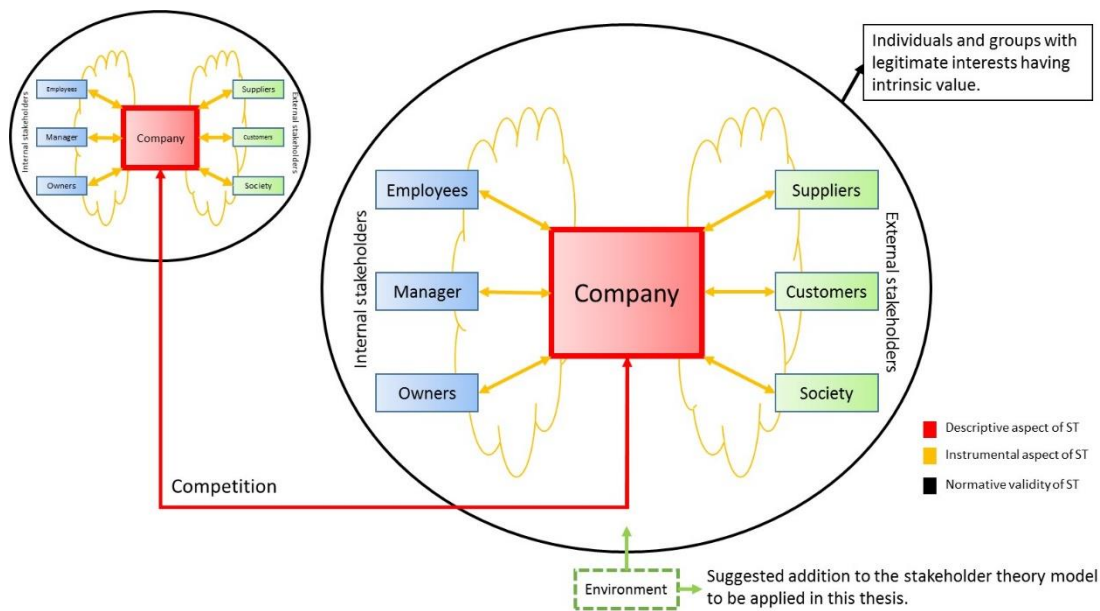 Employees
Manager
Owners
Internal stakeholders
Company
Suppliers
Customers
Society
External stakeholders
Individuals and groups with
legitimate interests having
intrinsic value.
Employees
Manager
Owners
Internal stakeholders
Company
Suppliers
Customers
Society
External stakeholders
Descriptive aspect of ST
Instrumental aspect of ST
Normative validity of ST
Competition
Environment
Suggested addition to the stakeholder theory model
to be applied in this thesis.